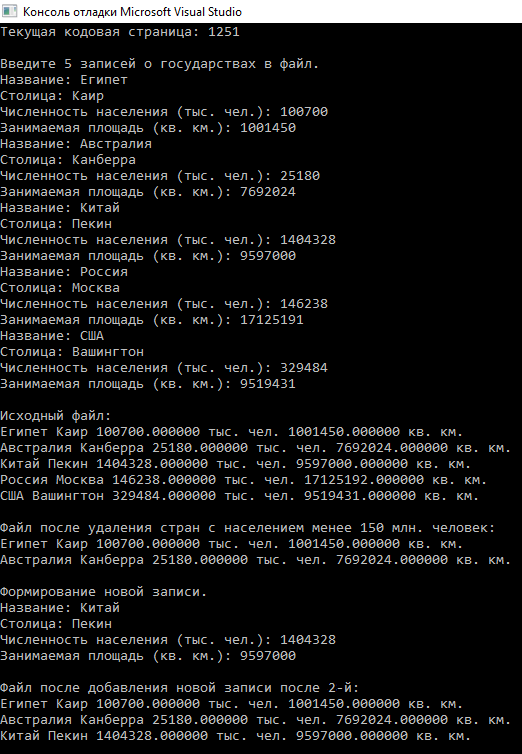 Консоль отладки Microsoft Visual Studio
Текущая кодовая страница: 1251
Введите 5 записей о государствах в файл.
Название: Египет
Столица: Каир
Численность населения (тыс. чел.): 100700
Занимаемая площадь (кв. км.): 1001450
Название: Австралия
Столица: Канберра
Численность населения (тыс. чел.): 25180
Занимаемая площадь (кв. км.): 7692024
Название: Китай
Столица: Пекин
Численность населения (тыс. чел.): 1404328
Занимаемая площадь (кв. км.): 9597000
Название: Россия
Столица: Москва
Численность населения (тыс. чел.): 146238
Занимаемая площадь (кв. км.): 17125191
Название: США
Столица: Вашингтон
Численность населения (тыс. чел.): 329484
Занимаемая площадь (кв. км.): 9519431
Исходный файл:
Египет Каир 100700.000000 тыс. чел. 1001450.000000 кв. км.
Австралия Канберра 25180.000000 тыс. чел. 7692024.000000 кв. км.
Китай Пекин 1404328.000000 тыс. чел. 9597000.000000 кв. км.
Россия Москва 146238.000000 тыс. чел. 17125192.000000 кв. км.
США Вашингтон 329484.000000 тыс. чел. 9519431.000000 кв. км.
Файл после удаления стран с населением менее 150 млн. человек:
Египет Каир 100700.000000 тыс. чел. 1001450.000000 кв. км.
Австралия Канберра 25180.000000 тыс. чел. 7692024.000000 кв. км.
Формирование новой записи.
Название: Китай
Столица: Пекин
Численность населения (тыс. чел.): 1404328
Занимаемая площадь (кв. км.): 9597000
Файл после добавления новой записи после 2-й:
Египет Каир 100700.000000 тыс. чел. 1001450.000000 кв. км.
Австралия Канберра 25180.000000 тыс. чел. 7692024.000000 кв. км.
Китай Пекин 1404328.000000 тыс. чел. 9597000.000000 кв. км.